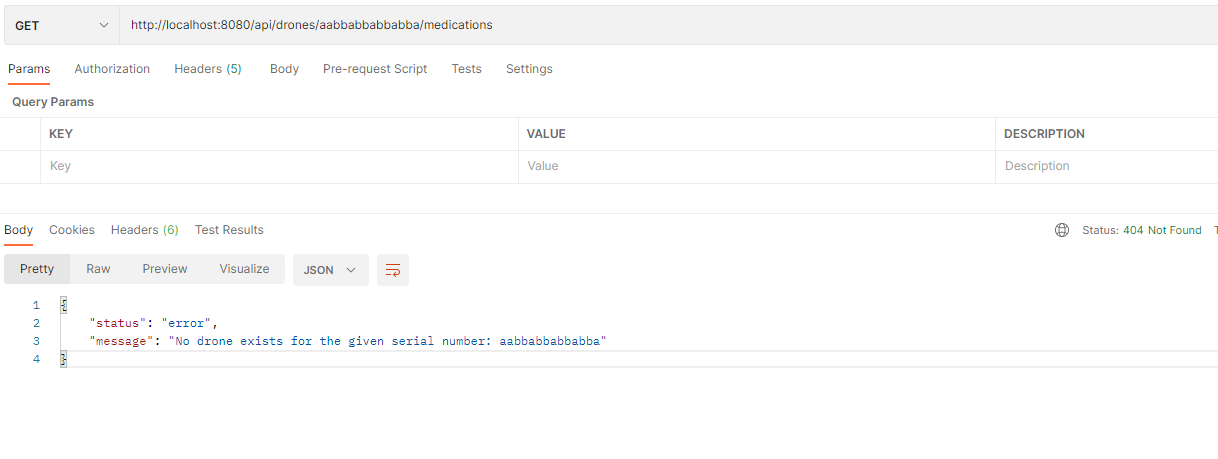 GET http://localhost:8080/api/drones/aabbabbabbabba/medications
Params Authorization Headers (5) Body Pre-request Script Tests Settings
Query Params
KEY VALUE DESCRIPTION
Key Value Description
Body Cookies Headers (6) Test Results Status: 404 Not Found T
Pretty Raw Preview Visualize JSON
1 {
2 "status": "error",
3 "message": "No drone exists for the given serial number: aabbabbabbabba"
4 }